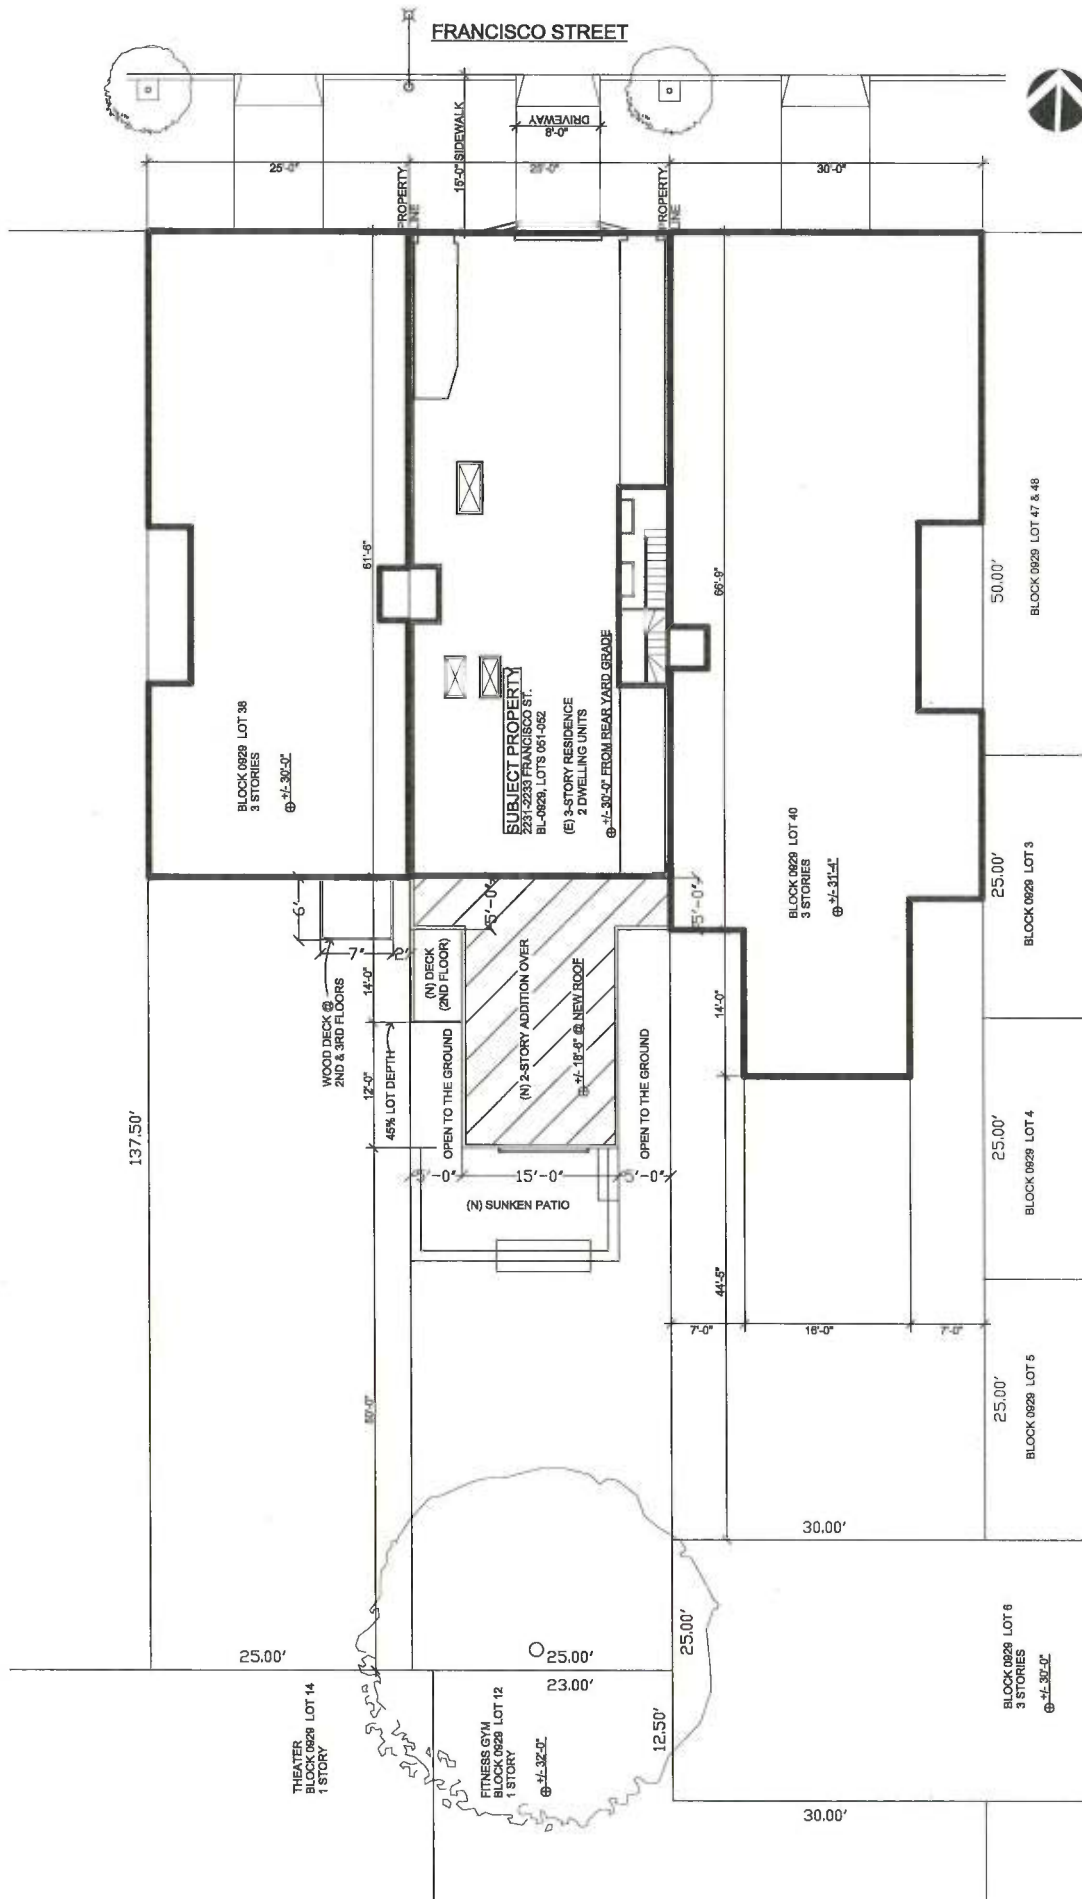 FRANCISCO STREET
DRIVEWAY
8'-0"
15'-0" SIDEWALK
25'-0"
25'-0"
30'-0"
PROPERTY
LINE
PROPERTY
LINE
61'-6"
66'-9"
50.00'
BLOCK 0929 LOT 47 & 48
BLOCK 0929 LOT 38
3 STORIES
+/- 30'-0"
SUBJECT PROPERTY
2231-2233 FRANCISCO ST.
BL-0929, LOTS 051-052
(E) 3-STORY RESIDENCE
2 DWELLING UNITS
+/- 30'-0" FROM REAR YARD GRADE
BLOCK 0929 LOT 40
3 STORIES
+/- 31'-4"
25.00'
BLOCK 0929 LOT 3
6'
7'
2'
5'-0"
5'-0"
WOOD DECK @
2ND & 3RD FLOORS
14'-0"
(N) DECK
(2ND FLOOR)
(N) 2-STORY ADDITION OVER
+/- 18'-6" @ NEW ROOF
14'-0"
45% LOT DEPTH
12'-0"
OPEN TO THE GROUND
OPEN TO THE GROUND
137.50'
25.00'
BLOCK 0929 LOT 4
5'-0"
15'-0"
5'-0"
(N) SUNKEN PATIO
44'-5"
7'-0"
16'-0"
7'-0"
60'-0"
25.00'
BLOCK 0929 LOT 5
30.00'
25.00'
25.00'
25.00'
23.00'
12.50'
THEATER
BLOCK 0929 LOT 14
1 STORY
FITNESS GYM
BLOCK 0929 LOT 12
1 STORY
+/- 32'-0"
BLOCK 0929 LOT 6
3 STORIES
+/- 30'-0"
30.00'